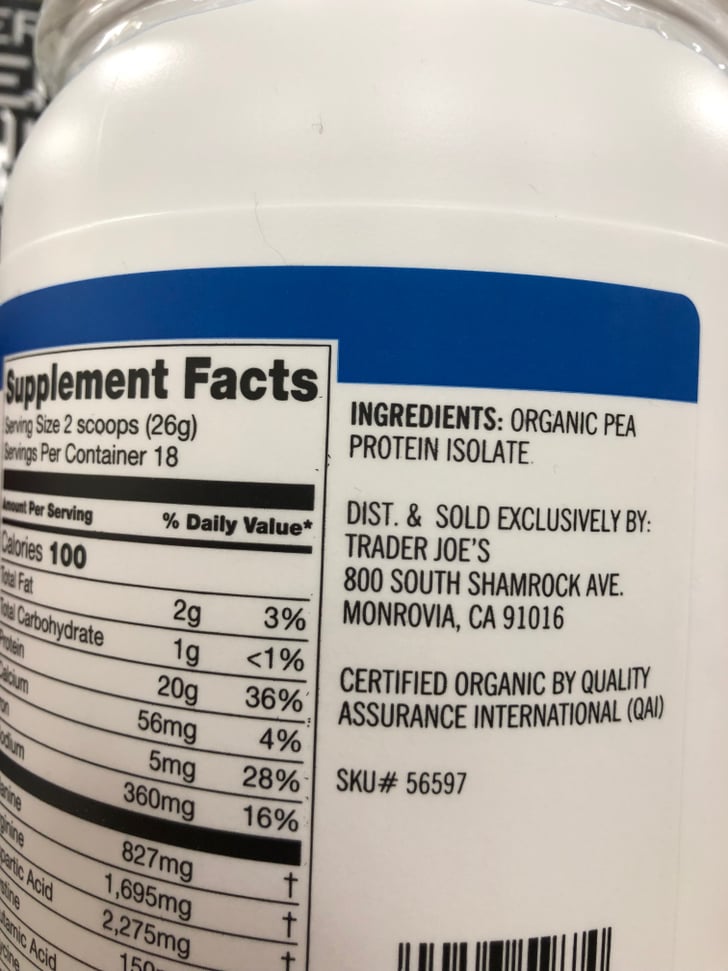 Supplement Facts
Serving Size 2 scoops (26g)
Servings Per Container 18
Amount Per Serving
% Daily Value*
Calories 100
Total Fat 2g 3%
Total Carbohydrate 1g <1%
Protein 20g 36%
Calcium 56mg 4%
Iron 5mg 28%
Sodium 360mg 16%
827mg †
1,695mg †
2,275mg †
Acid
INGREDIENTS: ORGANIC PEA
PROTEIN ISOLATE.
DIST. & SOLD EXCLUSIVELY BY:
TRADER JOE'S
800 SOUTH SHAMROCK AVE.
MONROVIA, CA 91016
CERTIFIED ORGANIC BY QUALITY
ASSURANCE INTERNATIONAL (QAI)
SKU# 56597